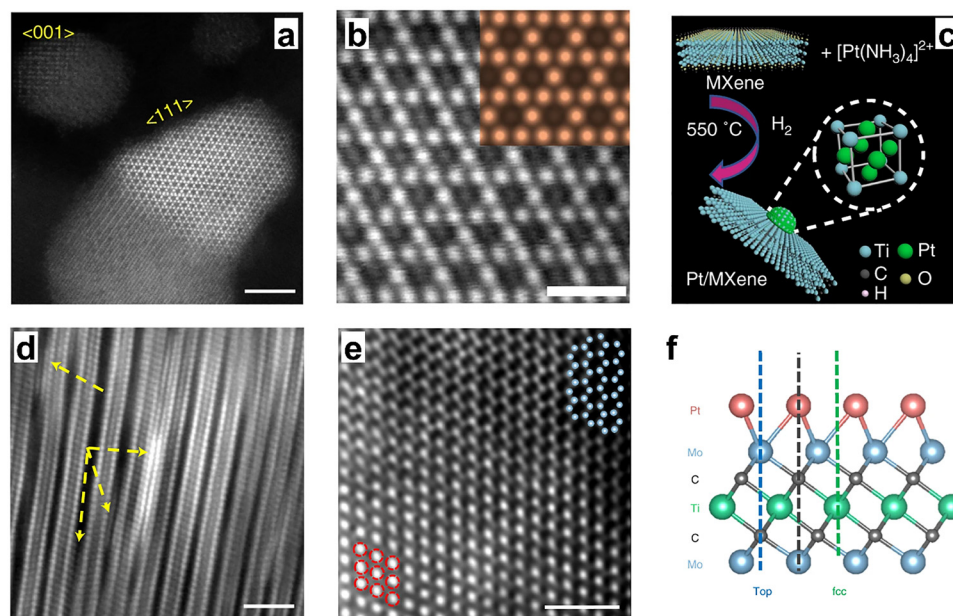 a
<001>
<111>
b
c
+ [Pt(NH₃)₄]²⁺
MXene
550 °C
H₂
Ti
Pt
C
O
H
Pt/MXene
d
e
f
Pt
Mo
C
Ti
C
Mo
Top
fcc